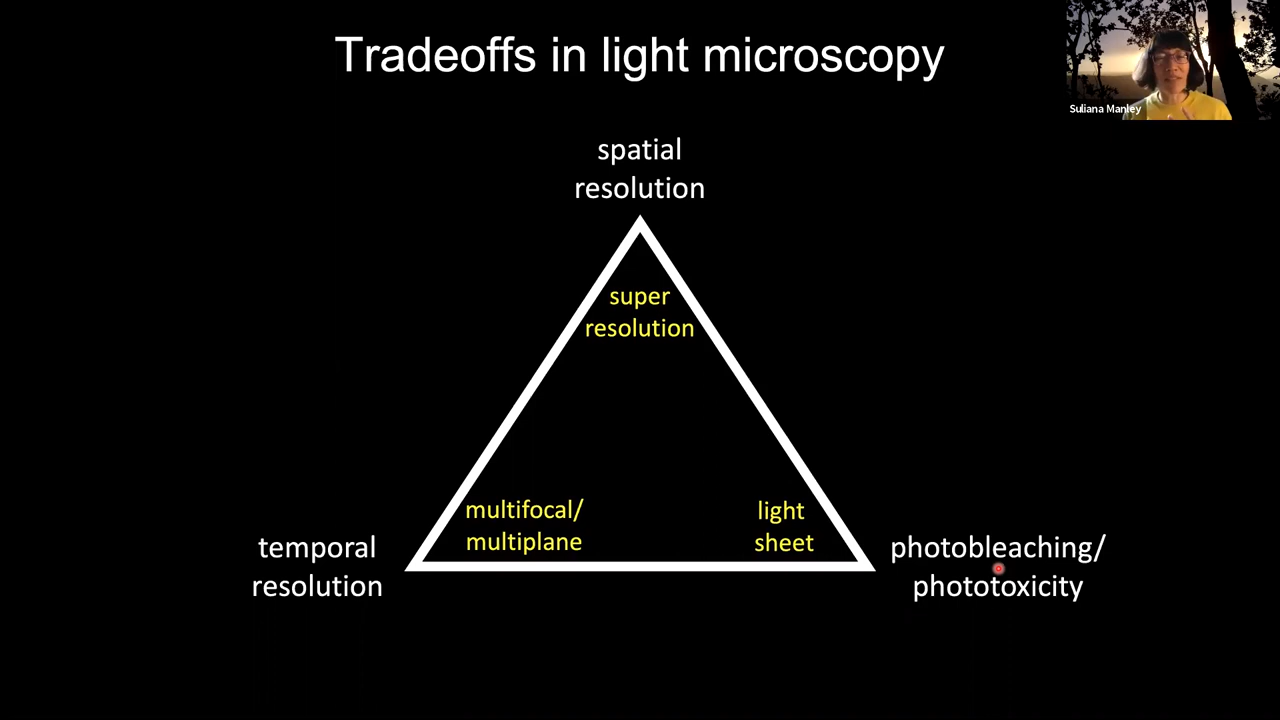 Tradeoffs in light microscopy
Suliana Manley
spatial
resolution
super
resolution
multifocal/
multiplane
light
sheet
temporal
resolution
photobleaching/
phototoxicity